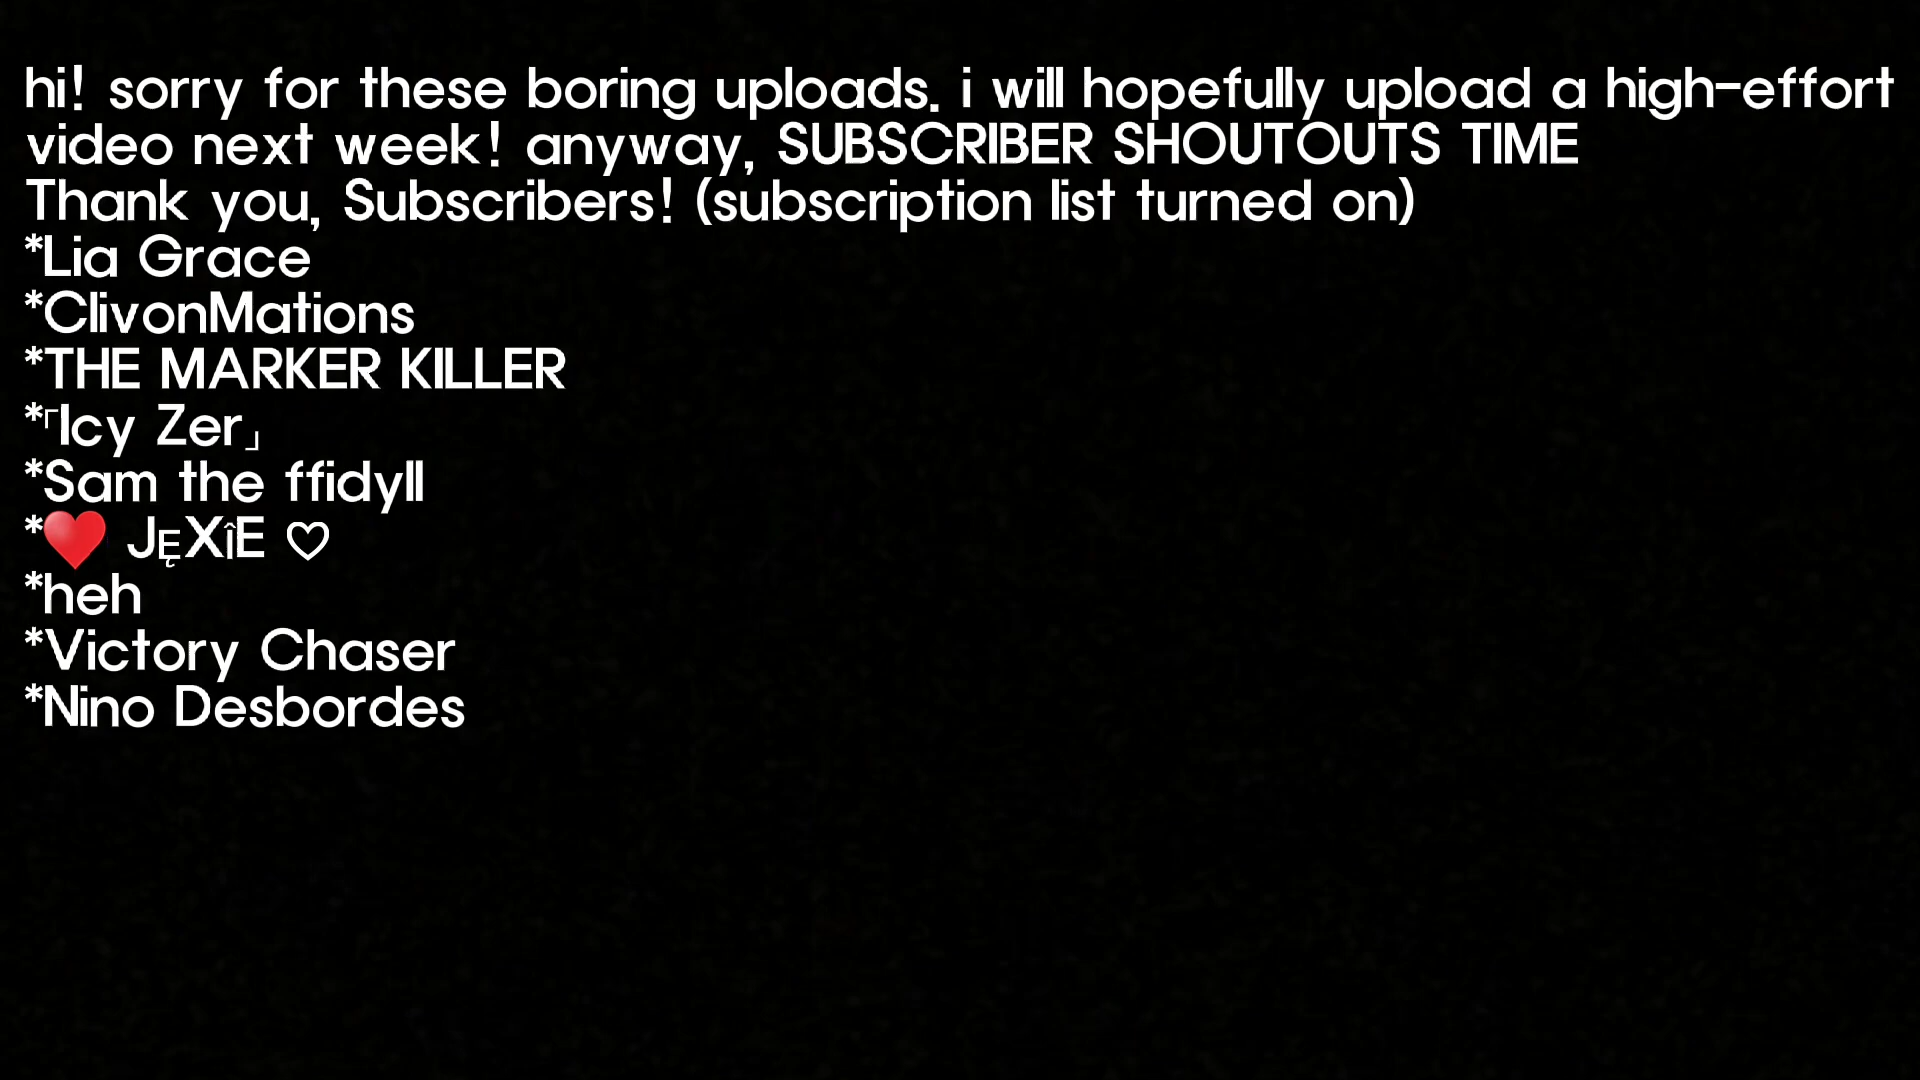 hi! sorry for these boring uploads. i will hopefully upload a high-effort
video next week! anyway, SUBSCRIBER SHOUTOUTS TIME
Thank you, Subscribers! (subscription list turned on)
*Lia Grace
*ClivonMations
*THE MARKER KILLER
*「Icy Zer」
*Sam the ffidyll
*❤️ JęXîE ♡
*heh
*Victory Chaser
*Nino Desbordes